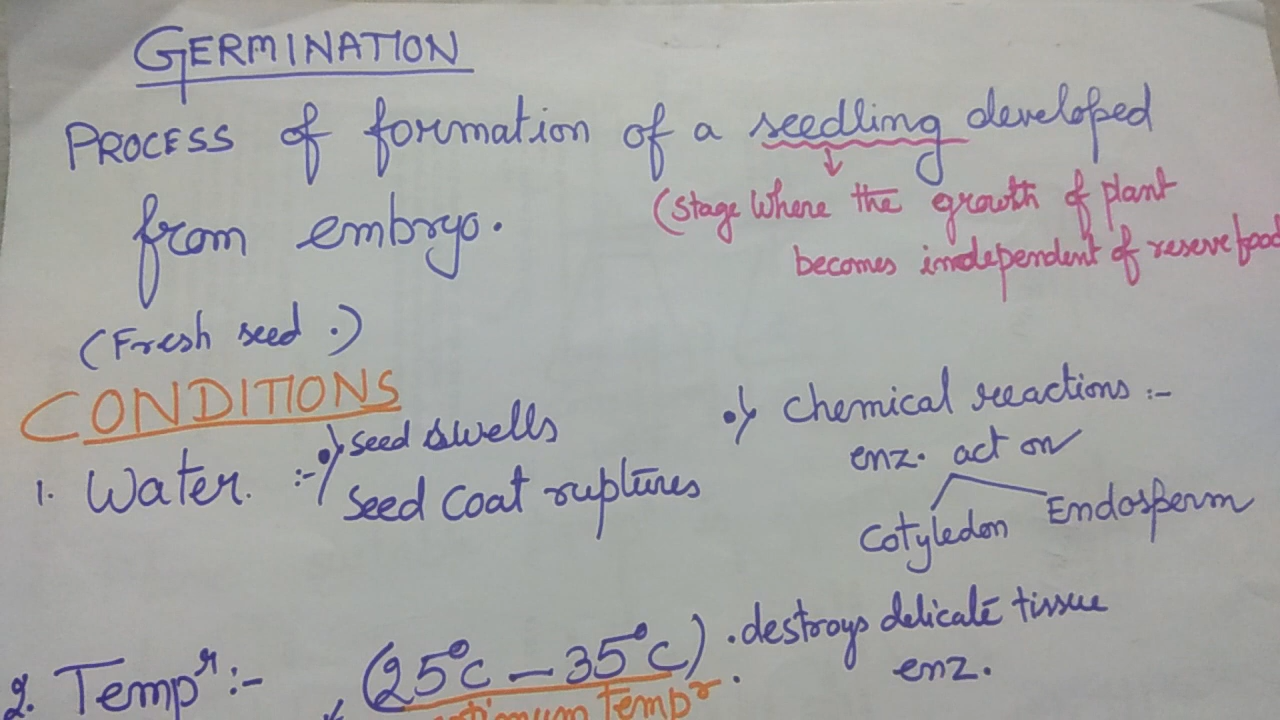 GERMINATION
PROCESS of formation of a seedling developed
from embryo.
(Stage Where the growth of plant
becomes independent of reserve food
(Fresh seed.)
CONDITIONS
1. Water :- •) seed swells
Seed Coat ruptures
•) Chemical reactions :-
enz. act on
Cotyledon Endosperm
2. Tempr :- (25°C - 35°C) . destroys delicate tissue
enz.
Tempr.